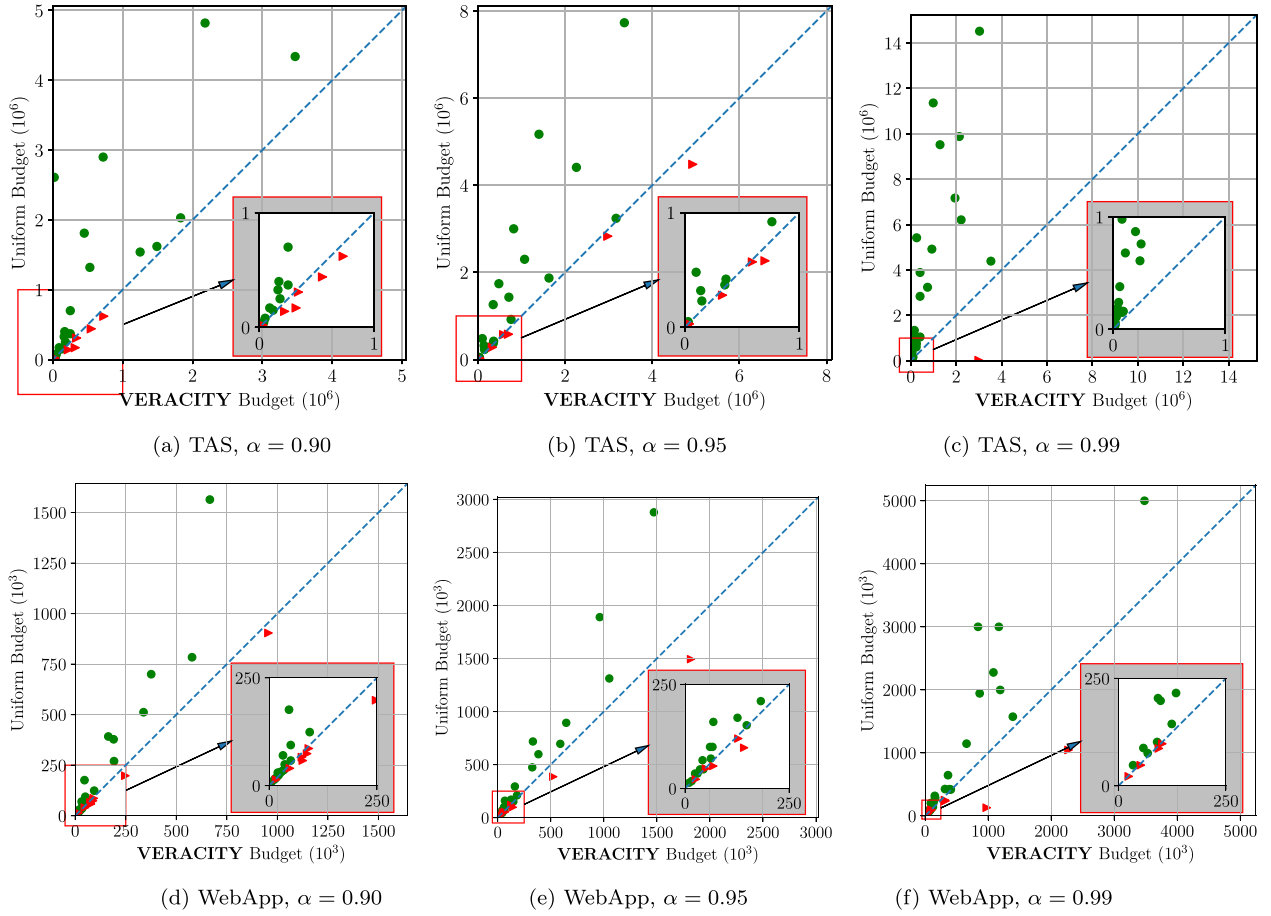 5
4
3
2
1
0
Uniform Budget (10^6)
0 1 2 3 4 5
VERACITY Budget (10^6)
1
0
0 1
(a) TAS, α = 0.90
8
6
4
2
0
Uniform Budget (10^6)
0 2 4 6 8
VERACITY Budget (10^6)
1
0
0 1
(b) TAS, α = 0.95
14
12
10
8
6
4
2
0
Uniform Budget (10^6)
0 2 4 6 8 10 12 14
VERACITY Budget (10^6)
1
0
0 1
(c) TAS, α = 0.99
1500
1250
1000
750
500
250
0
Uniform Budget (10^3)
0 250 500 750 1000 1250 1500
VERACITY Budget (10^3)
250
0
0 250
(d) WebApp, α = 0.90
3000
2500
2000
1500
1000
500
0
Uniform Budget (10^3)
0 500 1000 1500 2000 2500 3000
VERACITY Budget (10^3)
250
0
0 250
(e) WebApp, α = 0.95
5000
4000
3000
2000
1000
0
Uniform Budget (10^3)
0 1000 2000 3000 4000 5000
VERACITY Budget (10^3)
250
0
0 250
(f) WebApp, α = 0.99